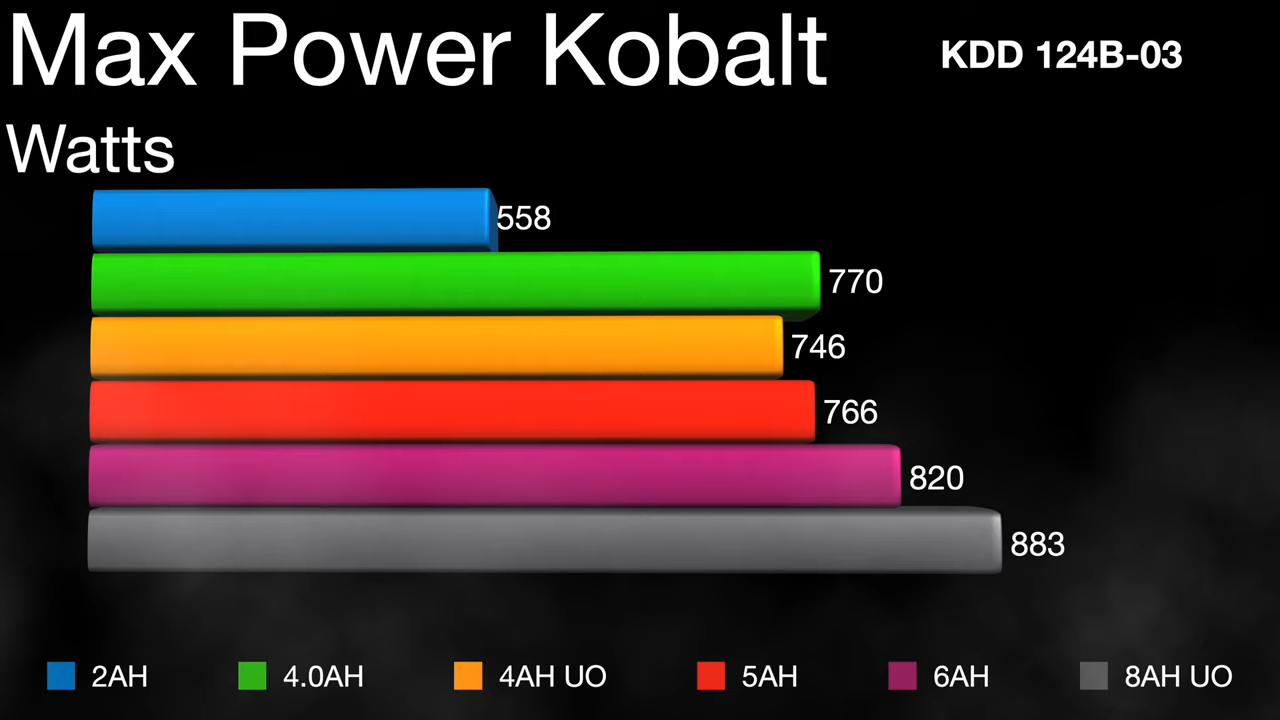 Max Power Kobalt
KDD 124B-03
Watts
558
770
746
766
820
883
2AH 4.0AH 4AH UO 5AH 6AH 8AH UO